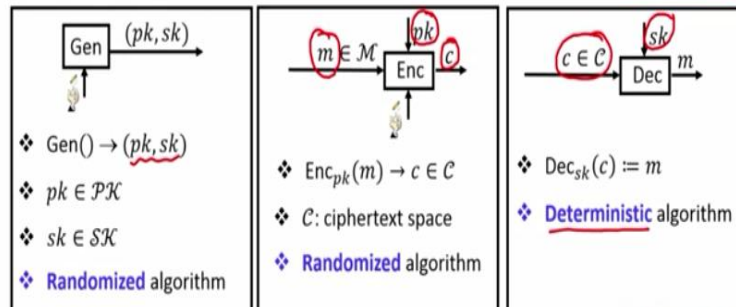 Gen
(pk, sk)
❖ Gen() → (pk, sk)
❖ pk ∈ 𝒫𝒦
❖ sk ∈ 𝒮𝒦
❖ Randomized algorithm
m ∈ ℳ
pk
Enc
c
❖ Enc_pk(m) → c ∈ 𝒞
❖ 𝒞: ciphertext space
❖ Randomized algorithm
c ∈ 𝒞
sk
Dec
m
❖ Dec_sk(c) ≔ m
❖ Deterministic algorithm